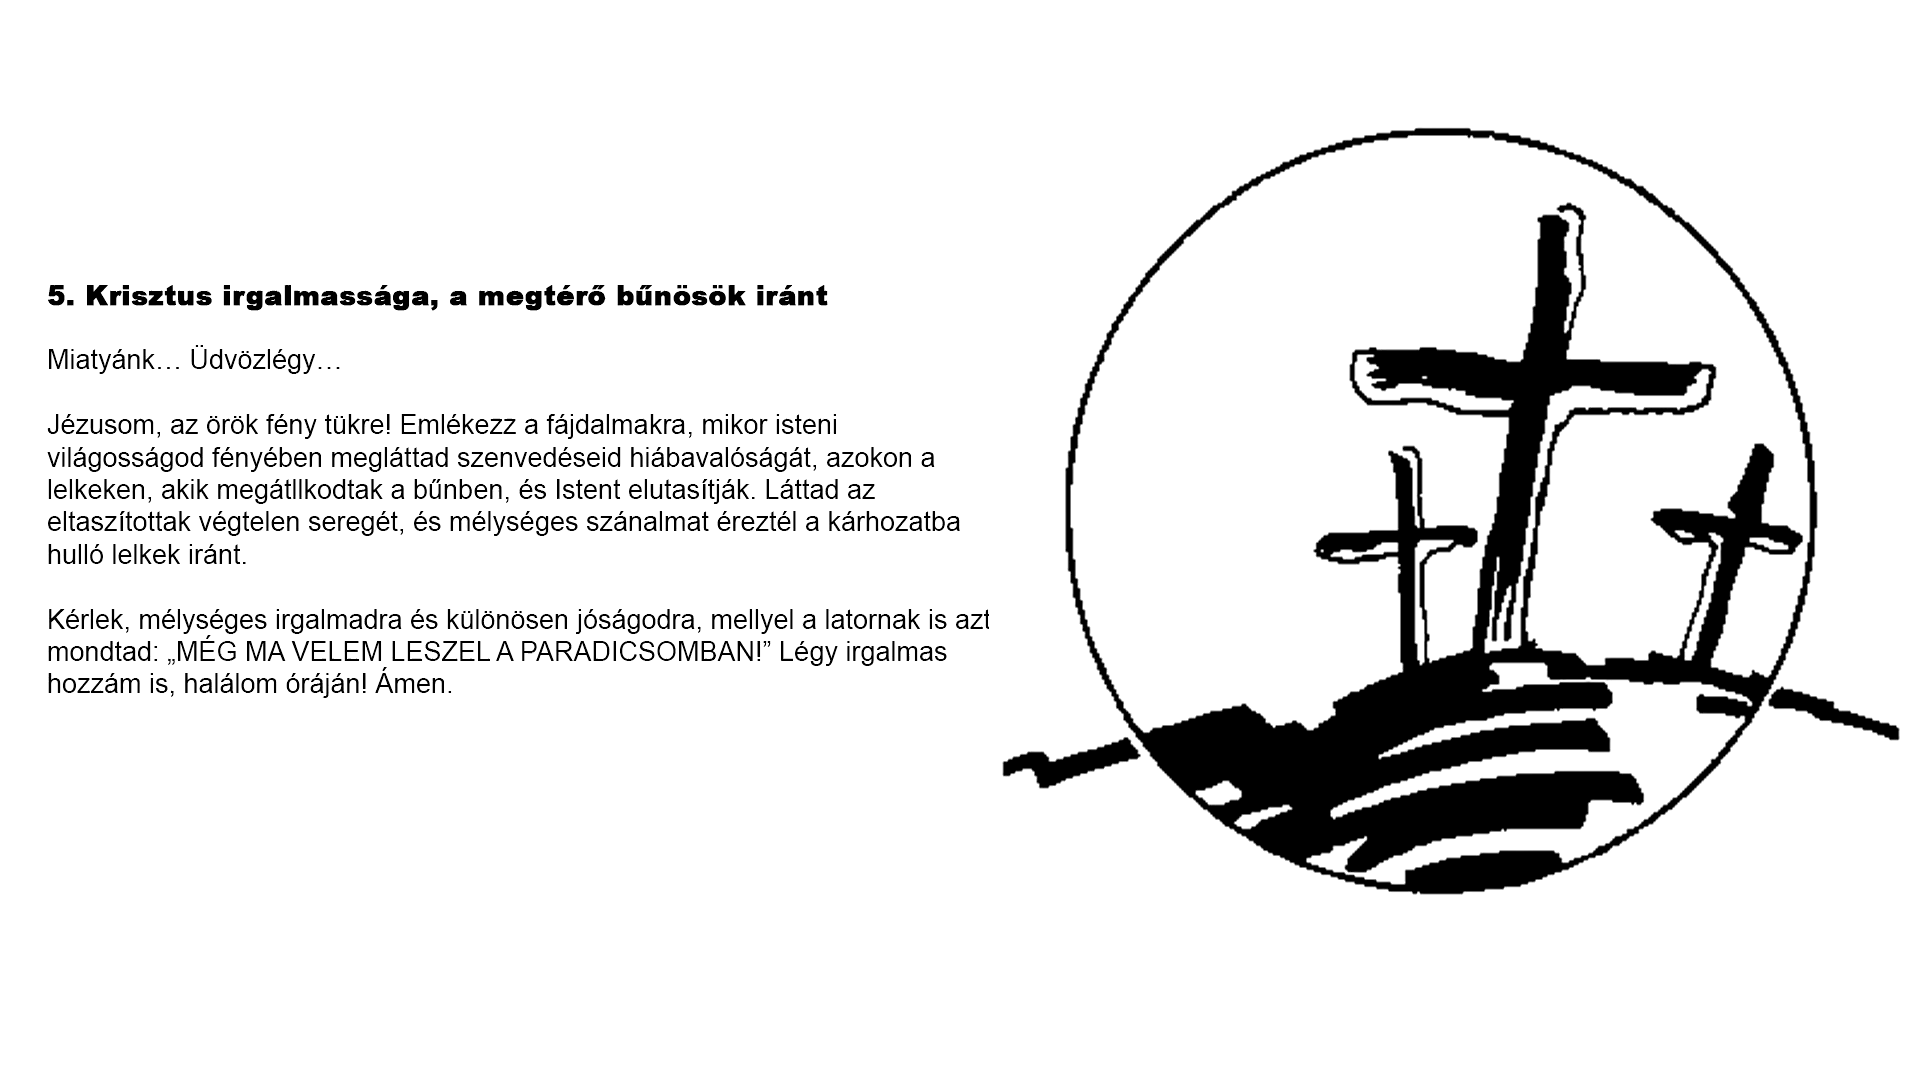 5. Krisztus irgalmassága, a megtérő bűnösök iránt
Miatyánk… Üdvözlégy…
Jézusom, az örök fény tükre! Emlékezz a fájdalmakra, mikor isteni
világosságod fényében megláttad szenvedéseid hiábavalóságát, azokon a
lelkeken, akik megátllkodtak a bűnben, és Istent elutasítják. Láttad az
eltaszítottak végtelen seregét, és mélységes szánalmat éreztél a kárhozatba
hulló lelkek iránt.
Kérlek, mélységes irgalmadra és különösen jóságodra, mellyel a latornak is azt
mondtad: „MÉG MA VELEM LESZEL A PARADICSOMBAN!” Légy irgalmas
hozzám is, halálom óráján! Ámen.